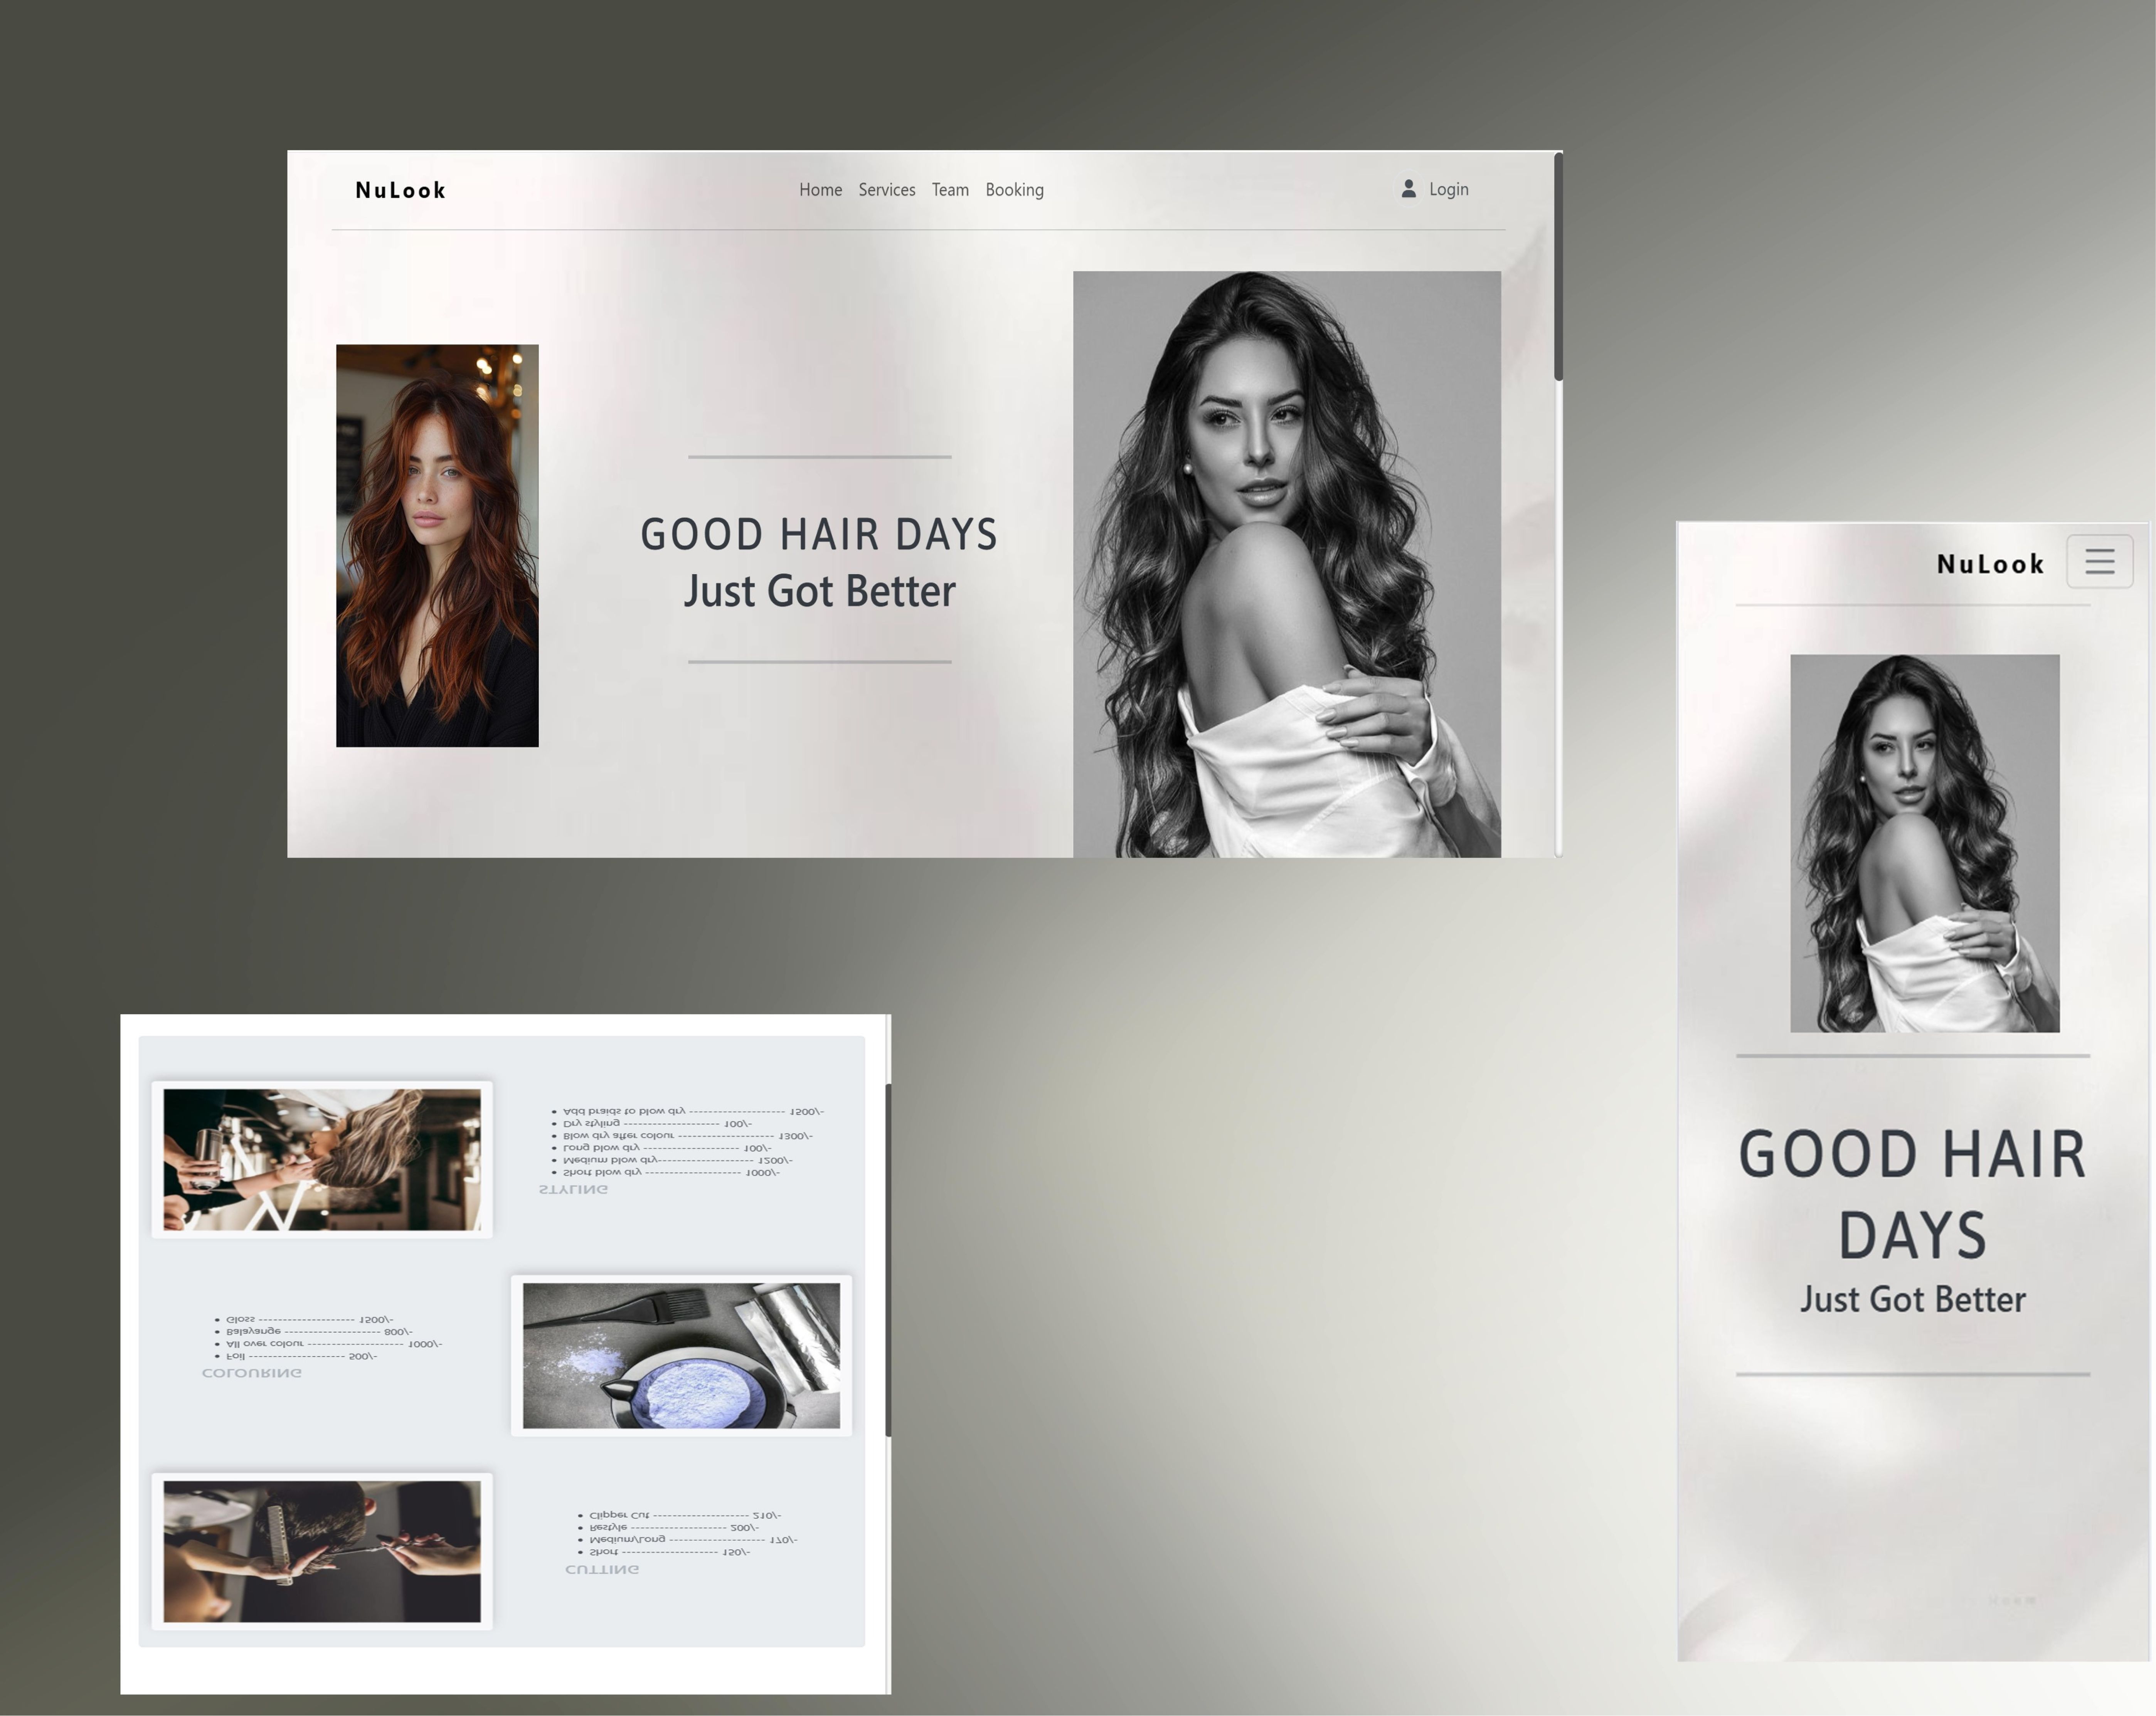 NuLook
Home Services Team Booking
Login
GOOD HAIR DAYS
Just Got Better
NuLook
GOOD HAIR
DAYS
Just Got Better
CUTTING
Short ---------------------- 150/-
Medium/Long ---------------------- 170/-
Restyle ---------------------- 200/-
Clipper Cut ---------------------- 210/-
COLOURING
Foil ---------------------- 500/-
All over colour ---------------------- 1000/-
Balayange ---------------------- 800/-
Gloss ---------------------- 1500/-
STYLING
Short blow dry ---------------------- 1000/-
Medium blow dry---------------------- 1200/-
Long blow dry ---------------------- 100/-
Blow dry after colour ---------------------- 1300/-
Dry styling ---------------------- 100/-
Add braids to blow dry ---------------------- 1500/-